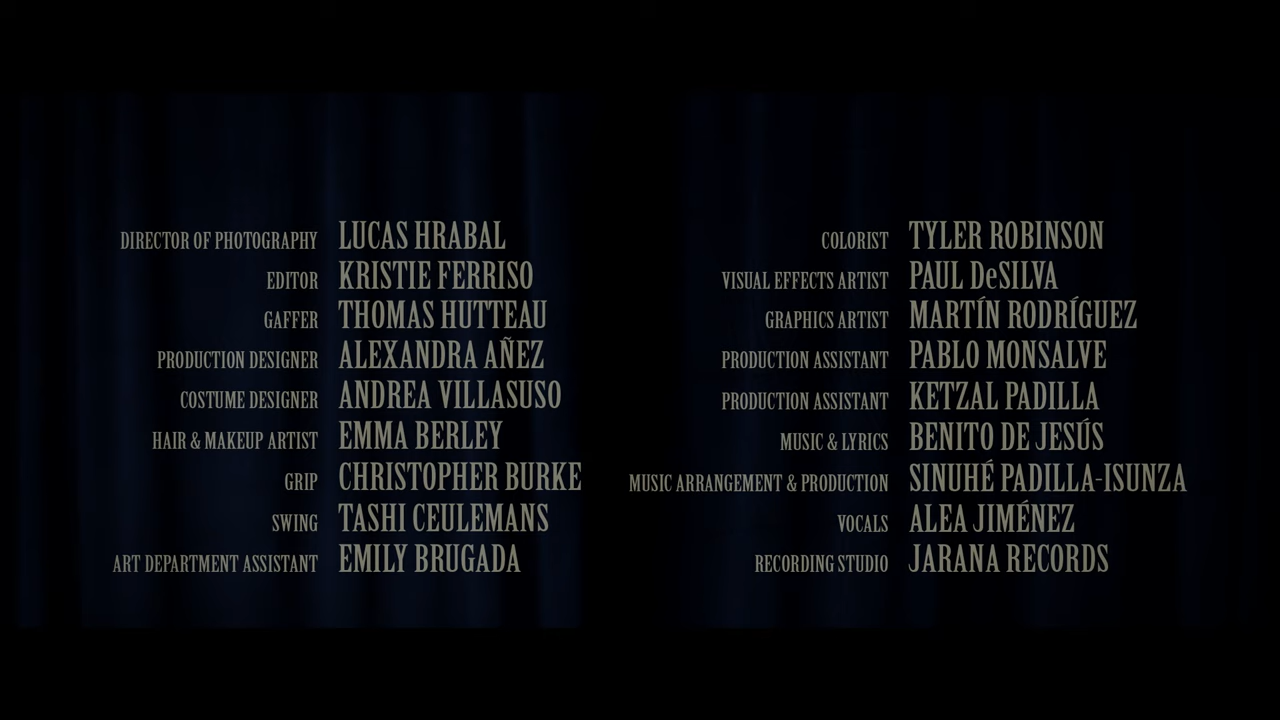 DIRECTOR OF PHOTOGRAPHY LUCAS HRABAL
EDITOR KRISTIE FERRISO
GAFFER THOMAS HUTTEAU
PRODUCTION DESIGNER ALEXANDRA AÑEZ
COSTUME DESIGNER ANDREA VILLASUSO
HAIR & MAKEUP ARTIST EMMA BERLEY
GRIP CHRISTOPHER BURKE
SWING TASHI CEULEMANS
ART DEPARTMENT ASSISTANT EMILY BRUGADA
COLORIST TYLER ROBINSON
VISUAL EFFECTS ARTIST PAUL DeSILVA
GRAPHICS ARTIST MARTÍN RODRÍGUEZ
PRODUCTION ASSISTANT PABLO MONSALVE
PRODUCTION ASSISTANT KETZAL PADILLA
MUSIC & LYRICS BENITO DE JESÚS
MUSIC ARRANGEMENT & PRODUCTION SINUHÉ PADILLA-ISUNZA
VOCALS ALEA JIMÉNEZ
RECORDING STUDIO JARANA RECORDS